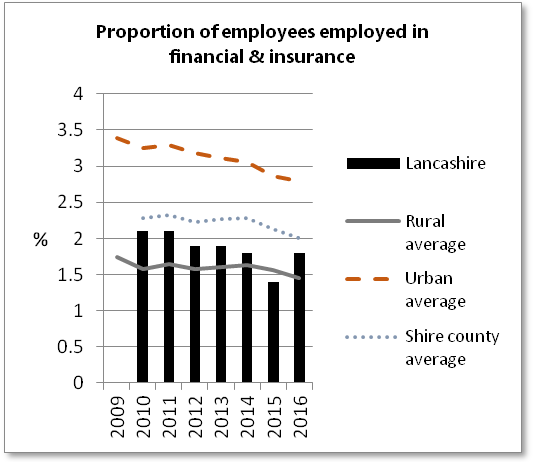 Proportion of employees employed in
financial & insurance
4
3.5
3
2.5
2
1.5
1
0.5
0
%
2009
2010
2011
2012
2013
2014
2015
2016
Lancashire
Rural
average
Urban
average
Shire county
average